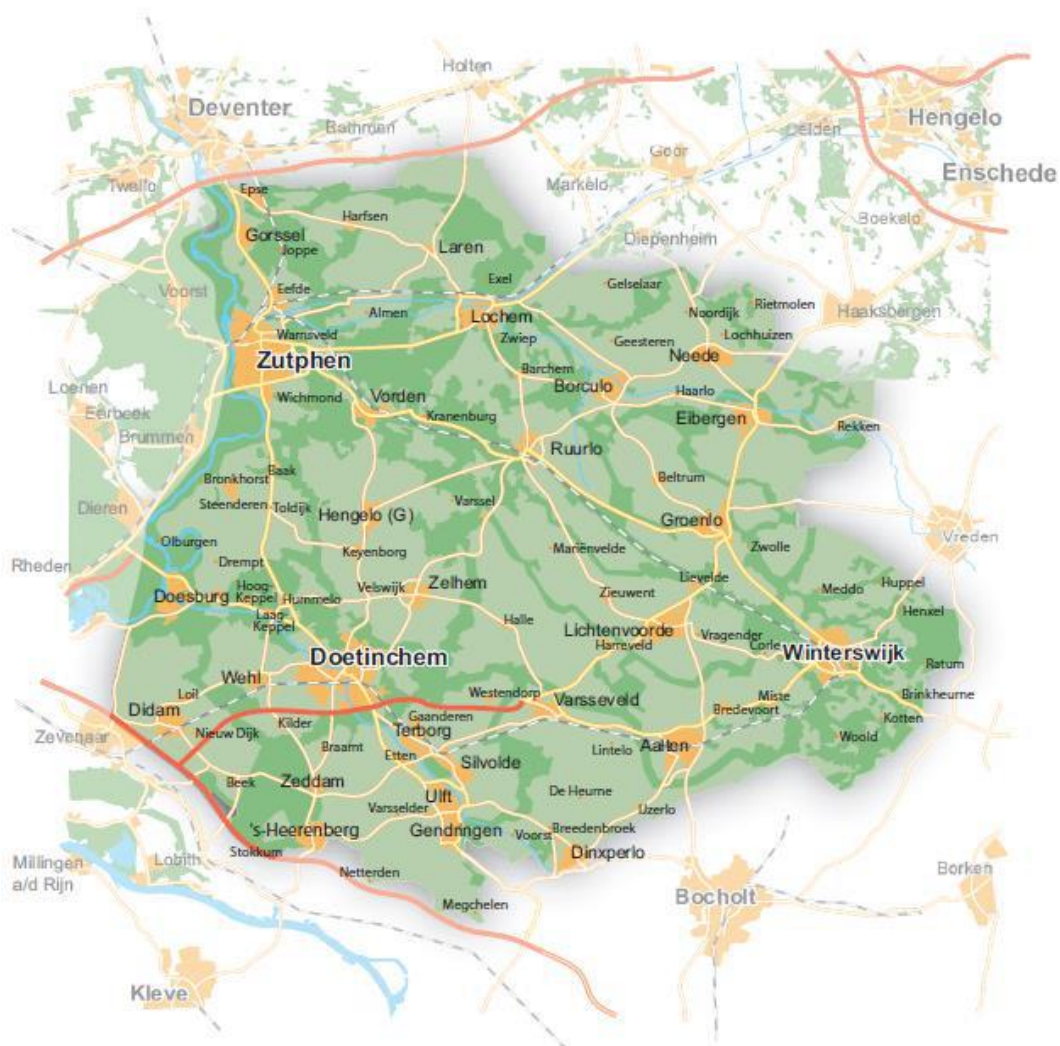 Holten
Deventer
Hengelo
Bathmen
Delden
Goor
Enschede
Twello
Markelo
Epse
Harfsen
Boekelo
Gorssel
Joppe
Laren
Diepenheim
Exel
Gelselaar
Voorst
Eefde
Rietmolen
Almen
Lochem
Noordijk
Haaksbergen
Warnsveld
Zwiep
Geesteren
Lochhuizen
Zutphen
Neede
Barchem
Loenen
Borculo
Haarlo
Wichmond
Vorden
Eerbeek
Kranenburg
Eibergen
Rekken
Brummen
Ruurlo
Baak
Bronkhorst
Beltrum
Varssel
Dieren
Steenderen
Toldijk
Hengelo (G)
Groenlo
Vreden
Olburgen
Keyenborg
Mariënvelde
Zwolle
Rheden
Drempt
Lievelde
Huppel
Hoog-
Keppel
Velswijk
Zelhem
Meddo
Doesburg
Hummelo
Zieuwent
Henxel
Laag-
Keppel
Halle
Lichtenvoorde
Vragender
Harreveld
Corle
Winterswijk
Doetinchem
Ratum
Wehl
Loil
Westendorp
Varsseveld
Miste
Brinkheurne
Didam
Bredevoort
Gaanderen
Kotten
Kilder
Nieuw Dijk
Terborg
Zevenaar
Braamt
Etten
Lintelo
Aalten
Woold
Silvolde
Beek
Zeddam
De Heurne
Ulft
Varsselder
IJzerlo
's-Heerenberg
Gendringen
Voorst
Breedenbroek
Stokkum
Dinxperlo
Millingen
a/d Rijn
Lobith
Netterden
Borken
Bocholt
Megchelen
Kleve